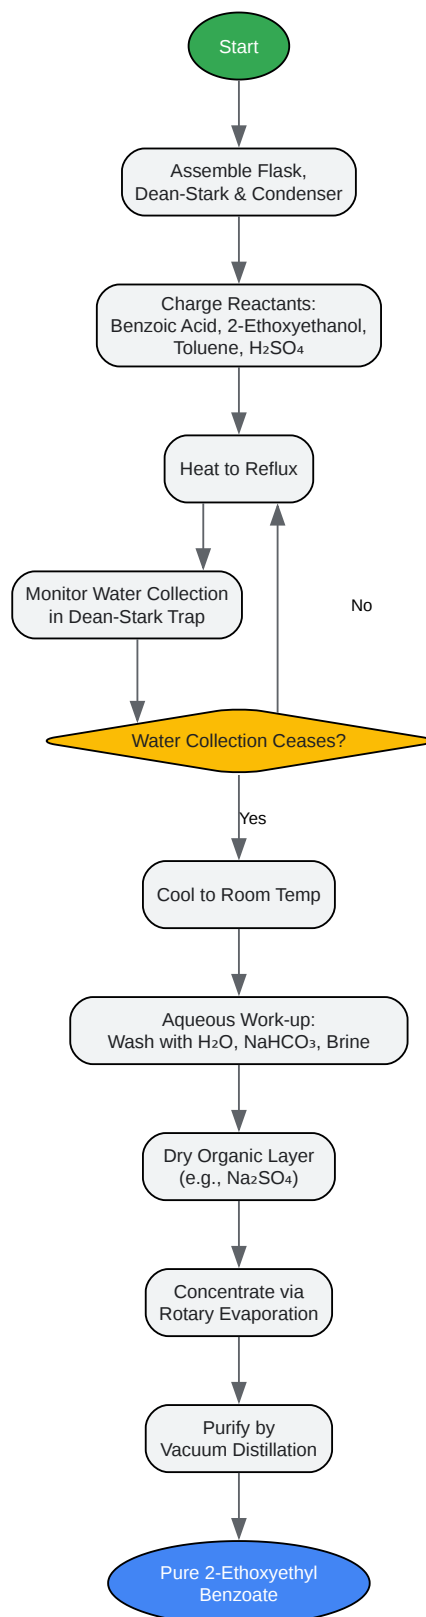 Start
Assemble Flask,
Dean-Stark & Condenser
Charge Reactants:
Benzoic Acid, 2-Ethoxyethanol,
Toluene, H₂SO₄
Heat to Reflux
Monitor Water Collection
in Dean-Stark Trap
No
Water Collection Ceases?
Yes
Cool to Room Temp
Aqueous Work-up:
Wash with H₂O, NaHCO₃, Brine
Dry Organic Layer
(e.g., Na₂SO₄)
Concentrate via
Rotary Evaporation
Purify by
Vacuum Distillation
Pure 2-Ethoxyethyl
Benzoate